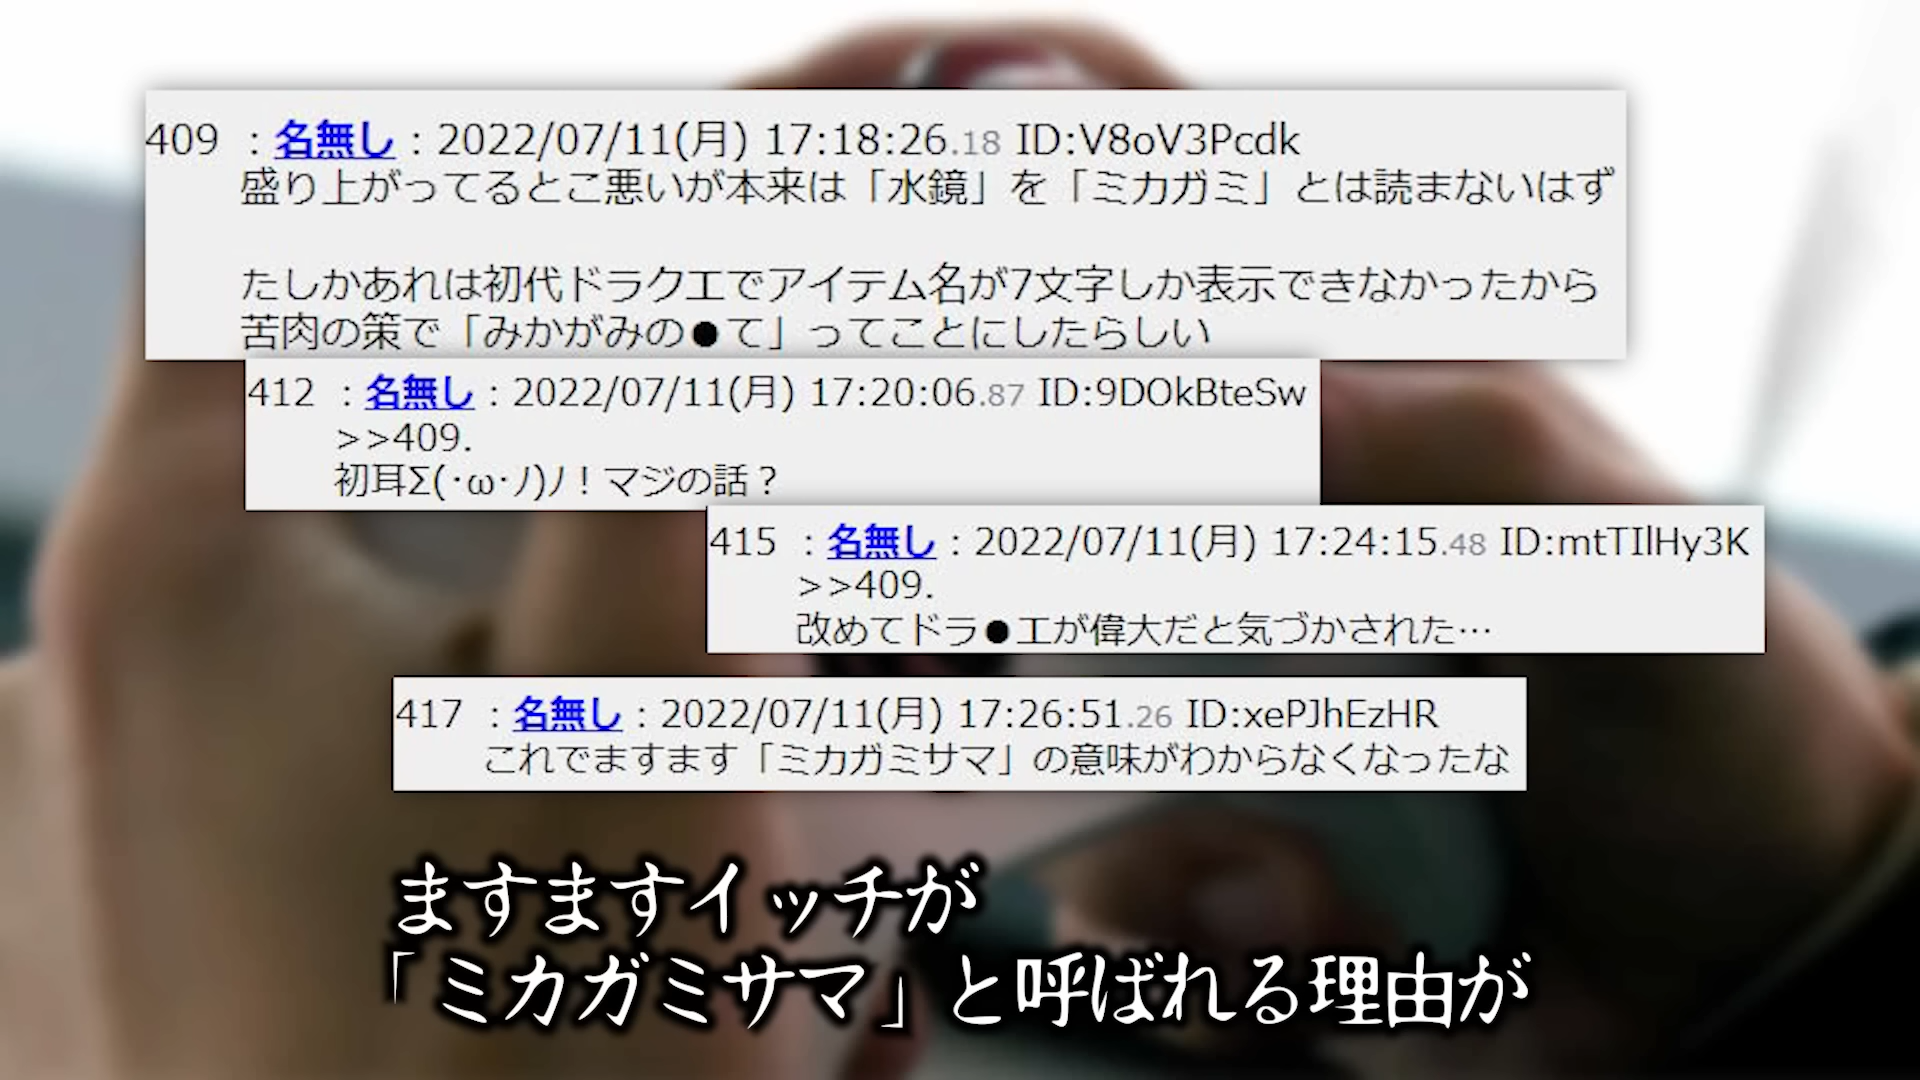 409 ：名無し：2022/07/11(月) 17:18:26.18 ID:V8oV3Pcdk
盛り上がってるとこ悪いが本来は「水鏡」を「ミカガミ」とは読まないはず
たしかあれは初代ドラクエでアイテム名が7文字しか表示できなかったから
苦肉の策で「みかがみの●て」ってことにしたらしい
412 ：名無し：2022/07/11(月) 17:20:06.87 ID:9DOkBteSw
>>409.
初耳Σ(･ω･ノ)ノ！マジの話？
415 ：名無し：2022/07/11(月) 17:24:15.48 ID:mtTIlHy3K
>>409.
改めてドラ●エが偉大だと気づかされた…
417 ：名無し：2022/07/11(月) 17:26:51.26 ID:xePJhEzHR
これでますます「ミカガミサマ」の意味がわからなくなったな
ますますイッチが
「ミカガミサマ」と呼ばれる理由が